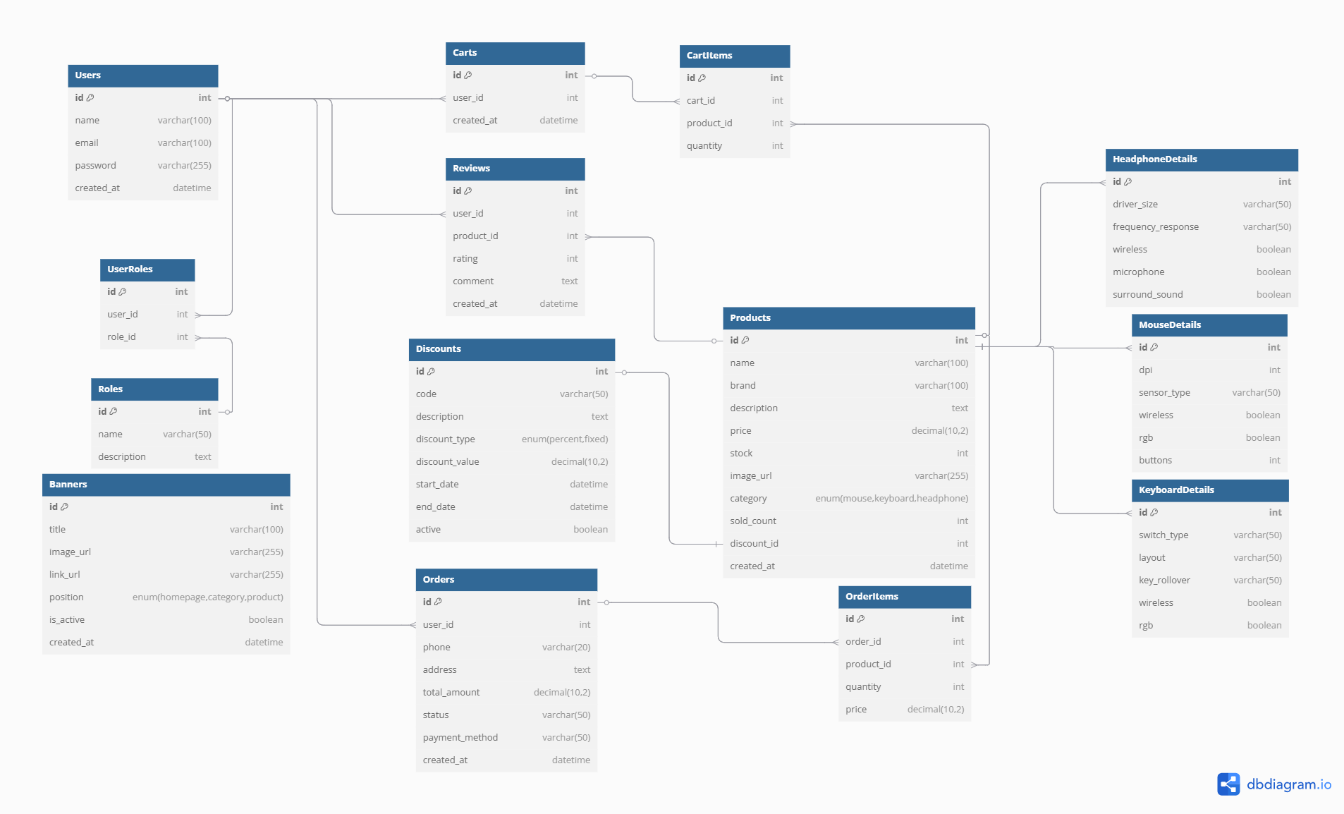 Users
id int
name varchar(100)
email varchar(100)
password varchar(255)
created_at datetime
UserRoles
id int
user_id int
role_id int
Roles
id int
name varchar(50)
description text
Banners
id int
title varchar(100)
image_url varchar(255)
link_url varchar(255)
position enum(homepage,category,product)
is_active boolean
created_at datetime
Carts
id int
user_id int
created_at datetime
Reviews
id int
user_id int
product_id int
rating int
comment text
created_at datetime
Discounts
id int
code varchar(50)
description text
discount_type enum(percent,fixed)
discount_value decimal(10,2)
start_date datetime
end_date datetime
active boolean
Orders
id int
user_id int
phone varchar(20)
address text
total_amount decimal(10,2)
status varchar(50)
payment_method varchar(50)
created_at datetime
CartItems
id int
cart_id int
product_id int
quantity int
Products
id int
name varchar(100)
brand varchar(100)
description text
price decimal(10,2)
stock int
image_url varchar(255)
category enum(mouse,keyboard,headphone)
sold_count int
discount_id int
created_at datetime
OrderItems
id int
order_id int
product_id int
quantity int
price decimal(10,2)
HeadphoneDetails
id int
driver_size varchar(50)
frequency_response varchar(50)
wireless boolean
microphone boolean
surround_sound boolean
MouseDetails
id int
dpi int
sensor_type varchar(50)
wireless boolean
rgb boolean
buttons int
KeyboardDetails
id int
switch_type varchar(50)
layout varchar(50)
key_rollover varchar(50)
wireless boolean
rgb boolean
dbdiagram.io